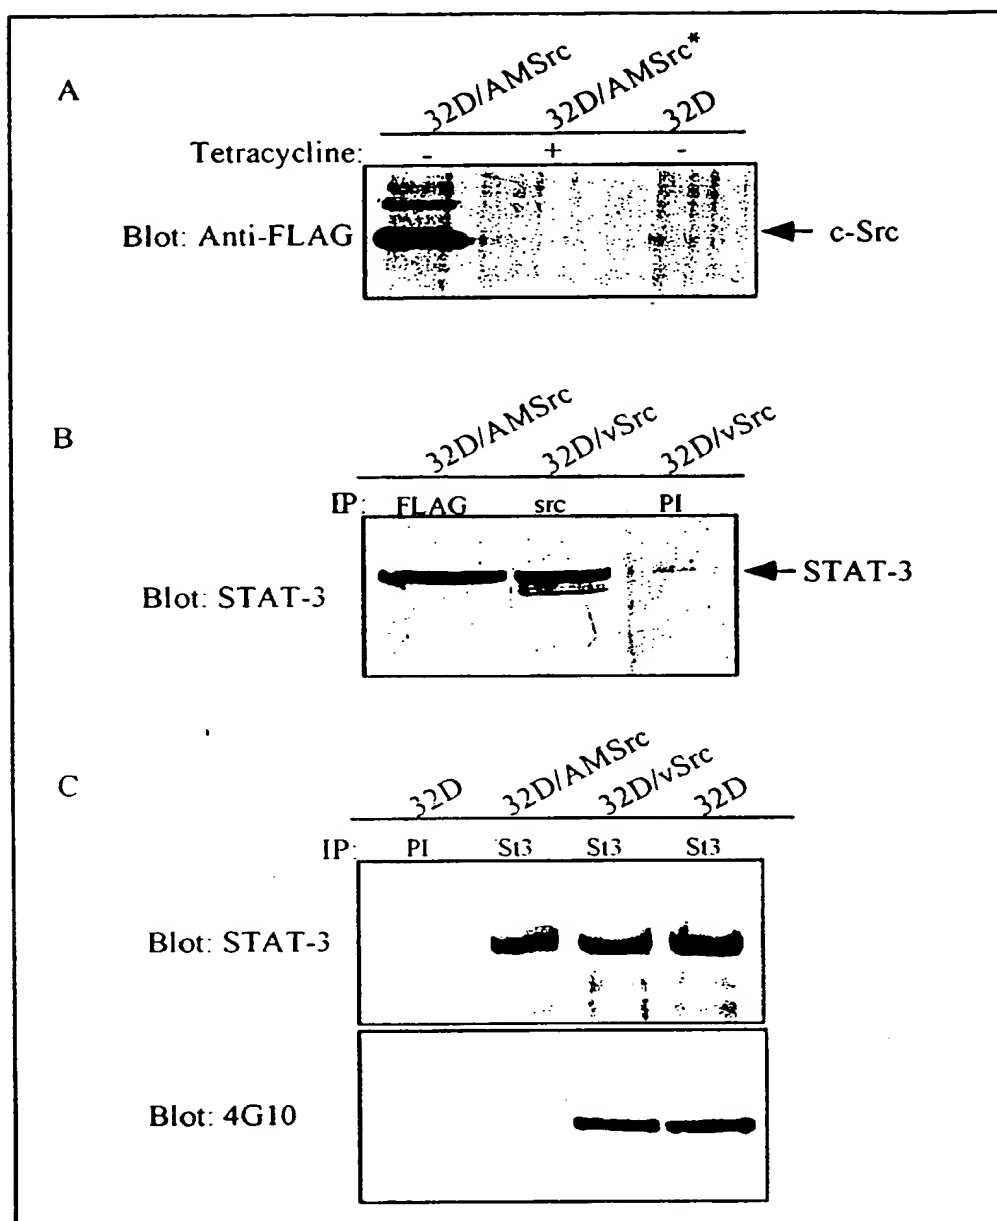 A
32D/AMSrc 32D/AMSrc* 32D
Tetracycline: - + -
Blot: Anti-FLAG c-Src
B
32D/AMSrc 32D/vSrc 32D/vSrc
IP: FLAG src PI
Blot: STAT-3 STAT-3
C
32D 32D/AMSrc 32D/vSrc 32D
IP: PI St3 St3 St3
Blot: STAT-3
Blot: 4G10